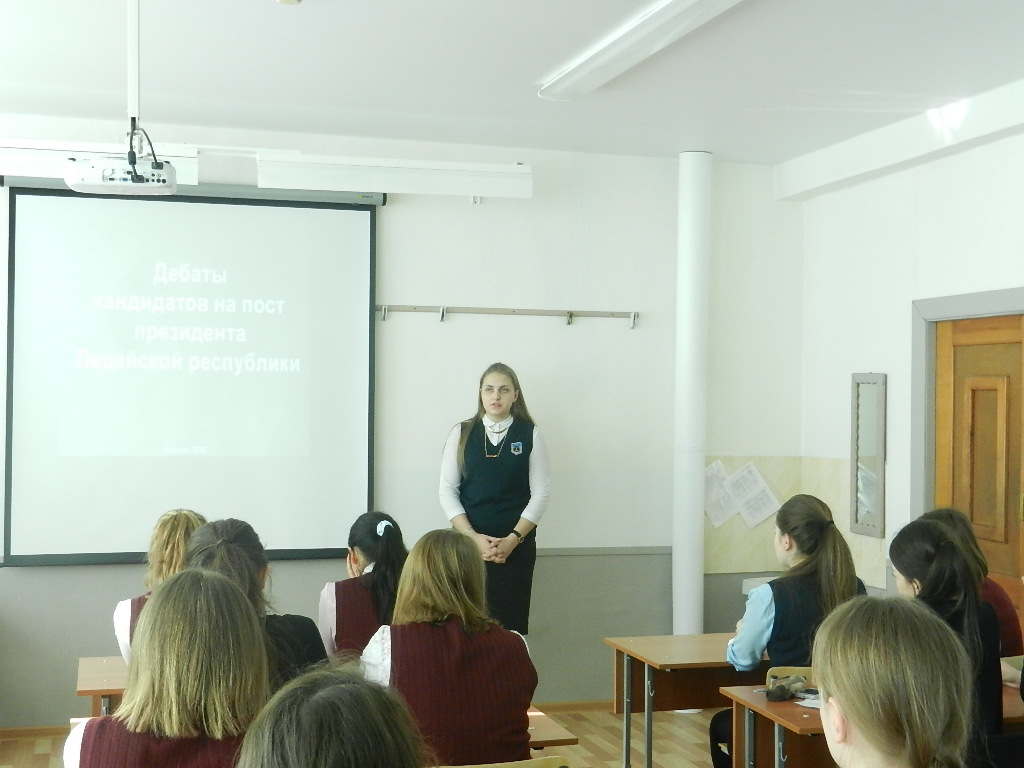 Дебаты
кандидатов на пост
президента
Лицейской республики